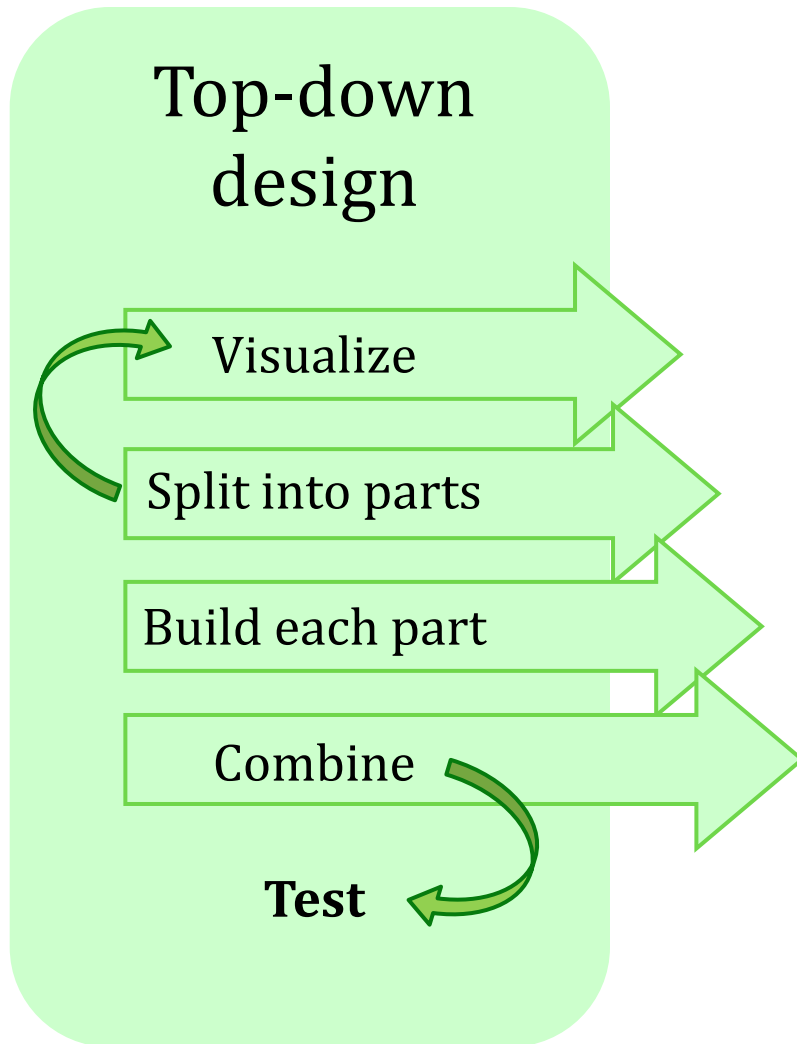 Top-down
design
Visualize
Split into parts
Build each part
Combine
Test